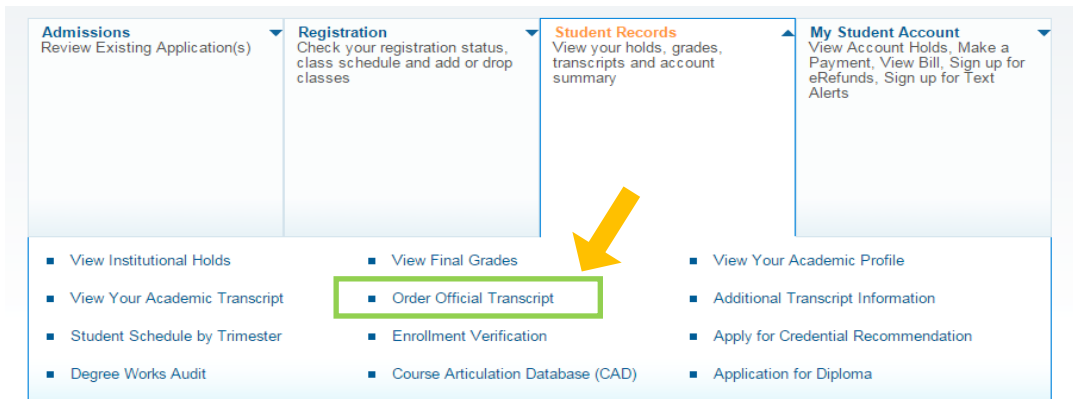 Admissions
Review Existing Application(s)
Registration
Check your registration status,
class schedule and add or drop
classes
Student Records
View your holds, grades,
transcripts and account
summary
My Student Account
View Account Holds, Make a
Payment, View Bill, Sign up for
eRefunds, Sign up for Text
Alerts
View Institutional Holds
View Final Grades
View Your Academic Profile
View Your Academic Transcript
Order Official Transcript
Additional Transcript Information
Student Schedule by Trimester
Enrollment Verification
Apply for Credential Recommendation
Degree Works Audit
Course Articulation Database (CAD)
Application for Diploma